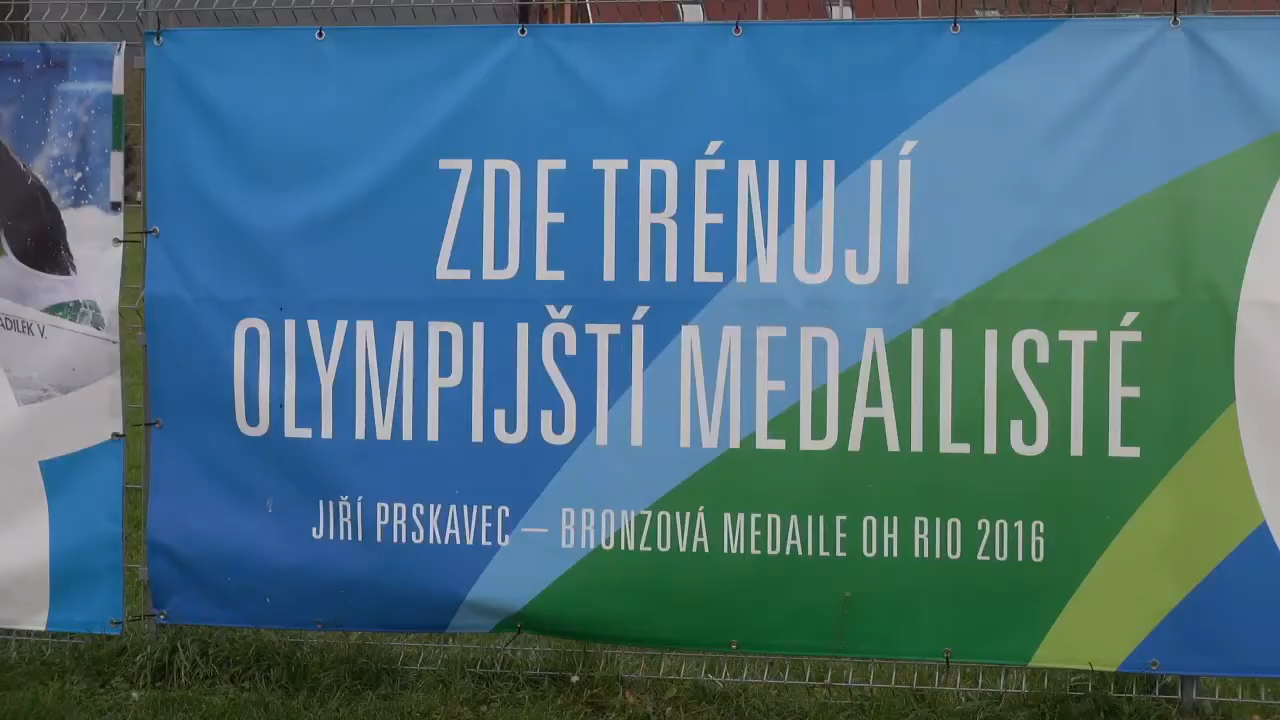 ZDE TRÉNUJÍ
OLYMPIJŠTÍ MEDAILISTÉ
JIŘÍ PRSKAVEC – BRONZOVÁ MEDAILE OH RIO 2016